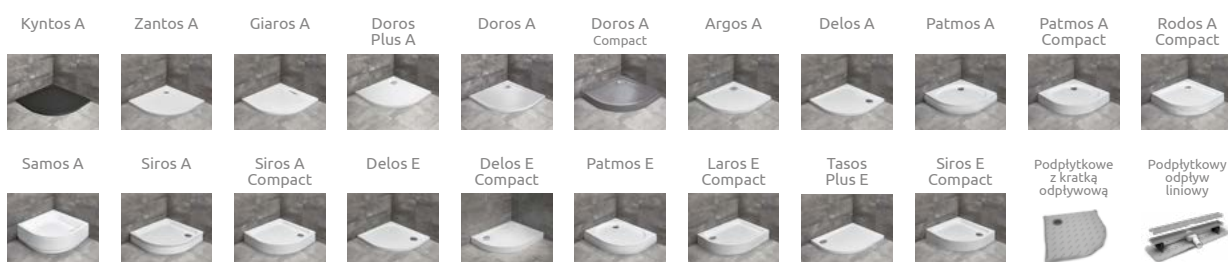 Kyntos A
Zantos A
Giaros A
Doros
Plus A
Doros A
Doros A
Compact
Argos A
Delos A
Patmos A
Patmos A
Compact
Rodos A
Compact
Samos A
Siros A
Siros A
Compact
Delos E
Delos E
Compact
Patmos E
Laros E
Compact
Tasos
Plus E
Siros E
Compact
Podpłytkowe
z kratką
odpływową
Podpłytkowy
odpływ
liniowy